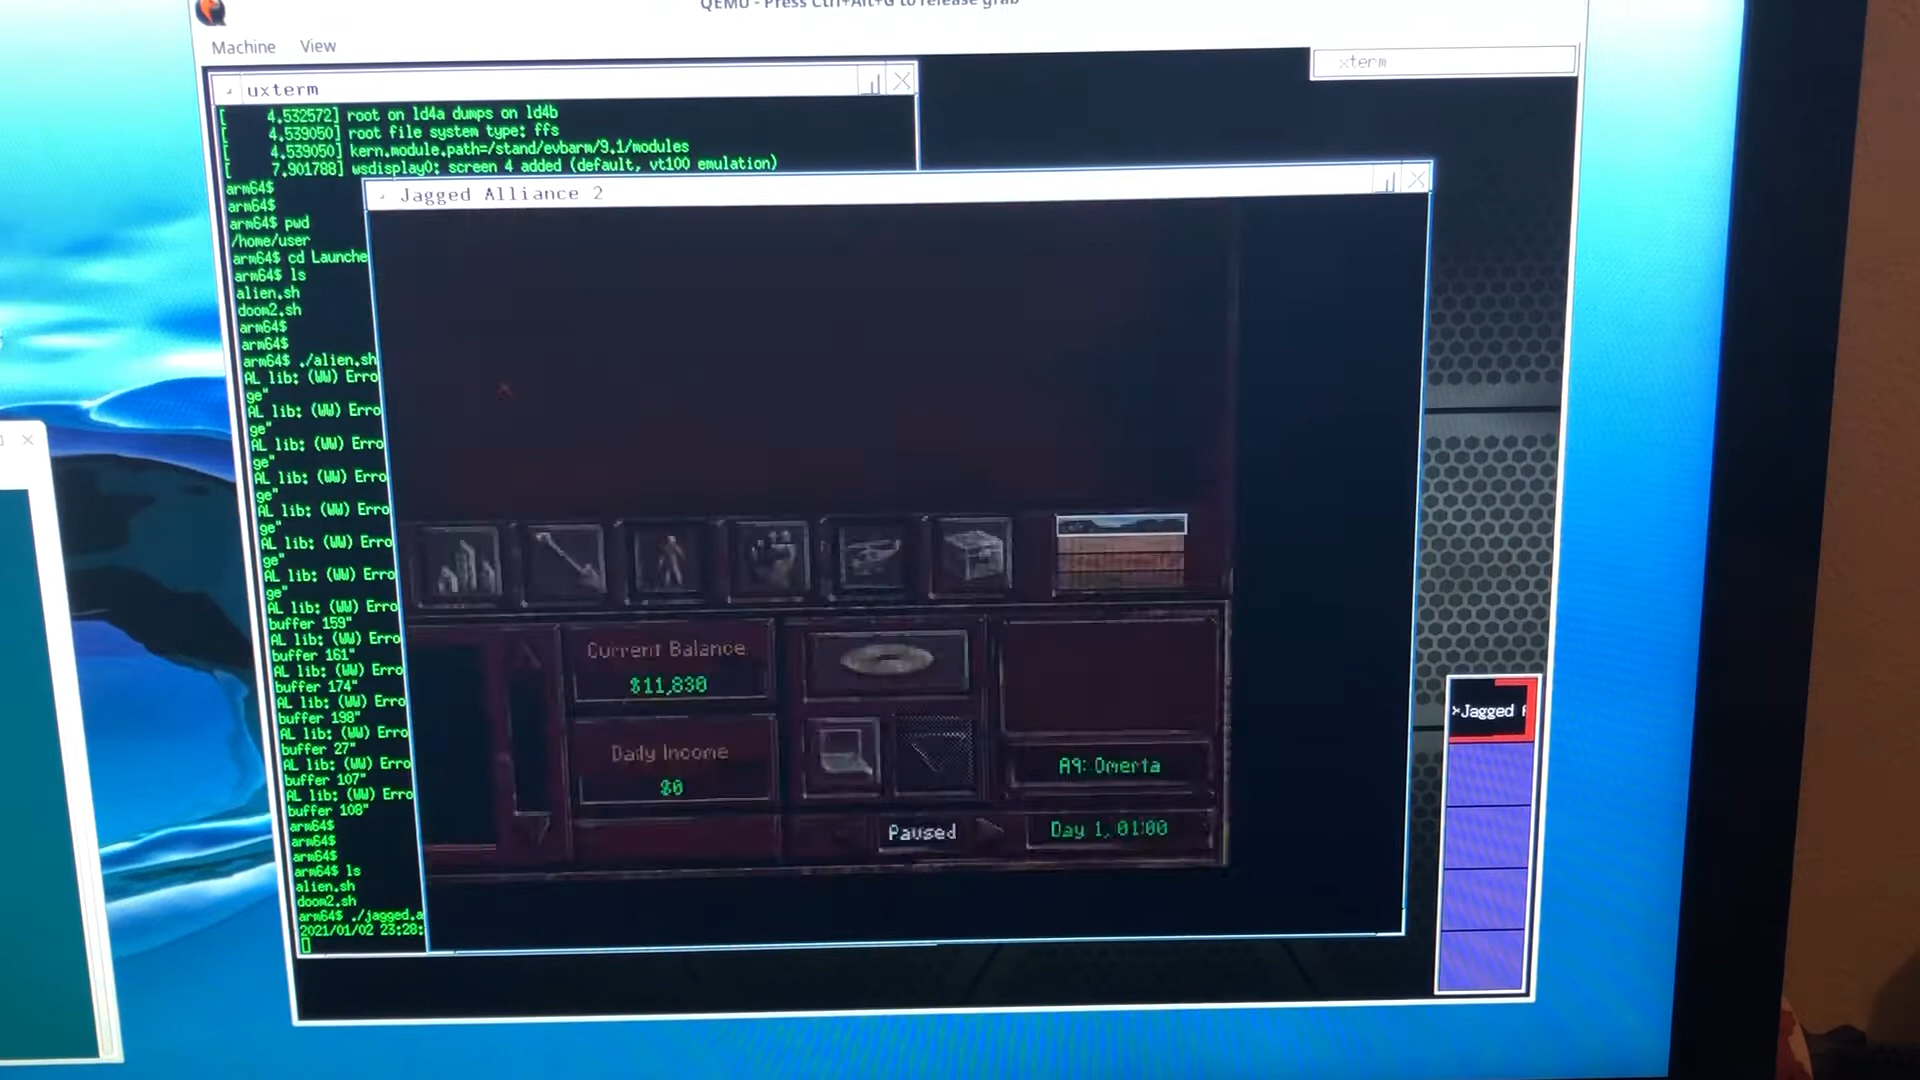 QEMU - Press Ctrl+Alt+G to release grab
Machine View
xterm
uxterm
[ 4.532572] root on ld4a dumps on ld4b
[ 4.539050] root file system type: ffs
[ 4.539050] kern.module.path=/stand/evbarm/9.1/modules
[ 7.901788] wsdisplay0: screen 4 added (default, vt100 emulation)
arm64$
arm64$
arm64$ pwd
/home/user
arm64$ cd Launche
arm64$ ls
alien.sh
doom2.sh
arm64$
arm64$
arm64$ ./alien.sh
AL lib: (WW) Erro
ge"
AL lib: (WW) Erro
ge"
AL lib: (WW) Erro
ge"
AL lib: (WW) Erro
ge"
AL lib: (WW) Erro
ge"
AL lib: (WW) Erro
ge"
AL lib: (WW) Erro
ge"
AL lib: (WW) Erro
buffer 159"
AL lib: (WW) Erro
buffer 161"
AL lib: (WW) Erro
buffer 174"
AL lib: (WW) Erro
buffer 198"
AL lib: (WW) Erro
buffer 27"
AL lib: (WW) Erro
buffer 107"
AL lib: (WW) Erro
buffer 108"
arm64$
arm64$
arm64$
arm64$ ls
alien.sh
doom2.sh
arm64$ ./jagged.a
2021/01/02 23:28:
Jagged Alliance 2
Current Balance
$11,830
Daily Income
$0
A9: Omerta
Paused
Day 1, 01:00
Jagged